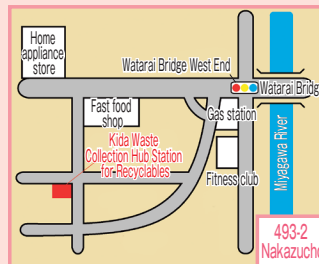 Home
appliance
store
Watarai Bridge West End
Watarai Bridg
Fast food
shop
Gas station
Kida Waste
Collection Hub Station
for Recyclables
Fitness club
Miyagawa River
493-2
Nakazucho